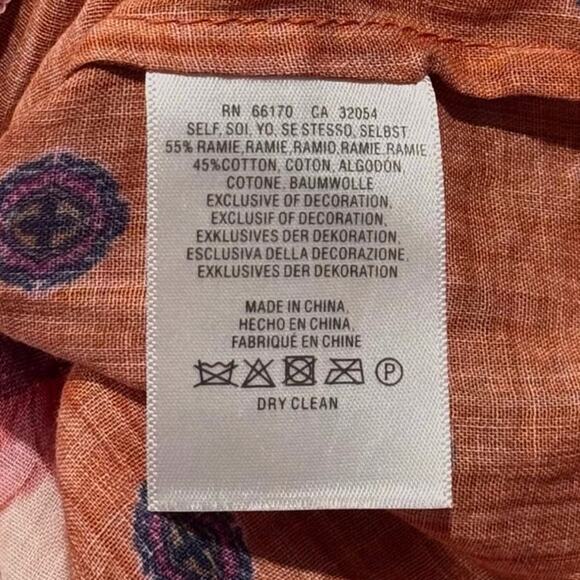 RN 66170 CA 32054
SELF, SOI, YO, SE STESSO, SELBST
55% RAMIE, RAMIE, RAMIO, RAMIE, RAMIE
45%COTTON, COTON, ALGODÓN,
COTONE, BAUMWOLLE
EXCLUSIVE OF DECORATION,
EXCLUSIF OF DECORATION,
EXKLUSIVES DER DEKORATION,
ESCLUSIVA DELLA DECORAZIONE,
EXKLUSIVES DER DEKORATION
MADE IN CHINA,
HECHO EN CHINA,
FABRIQUÉ EN CHINE
P
DRY CLEAN